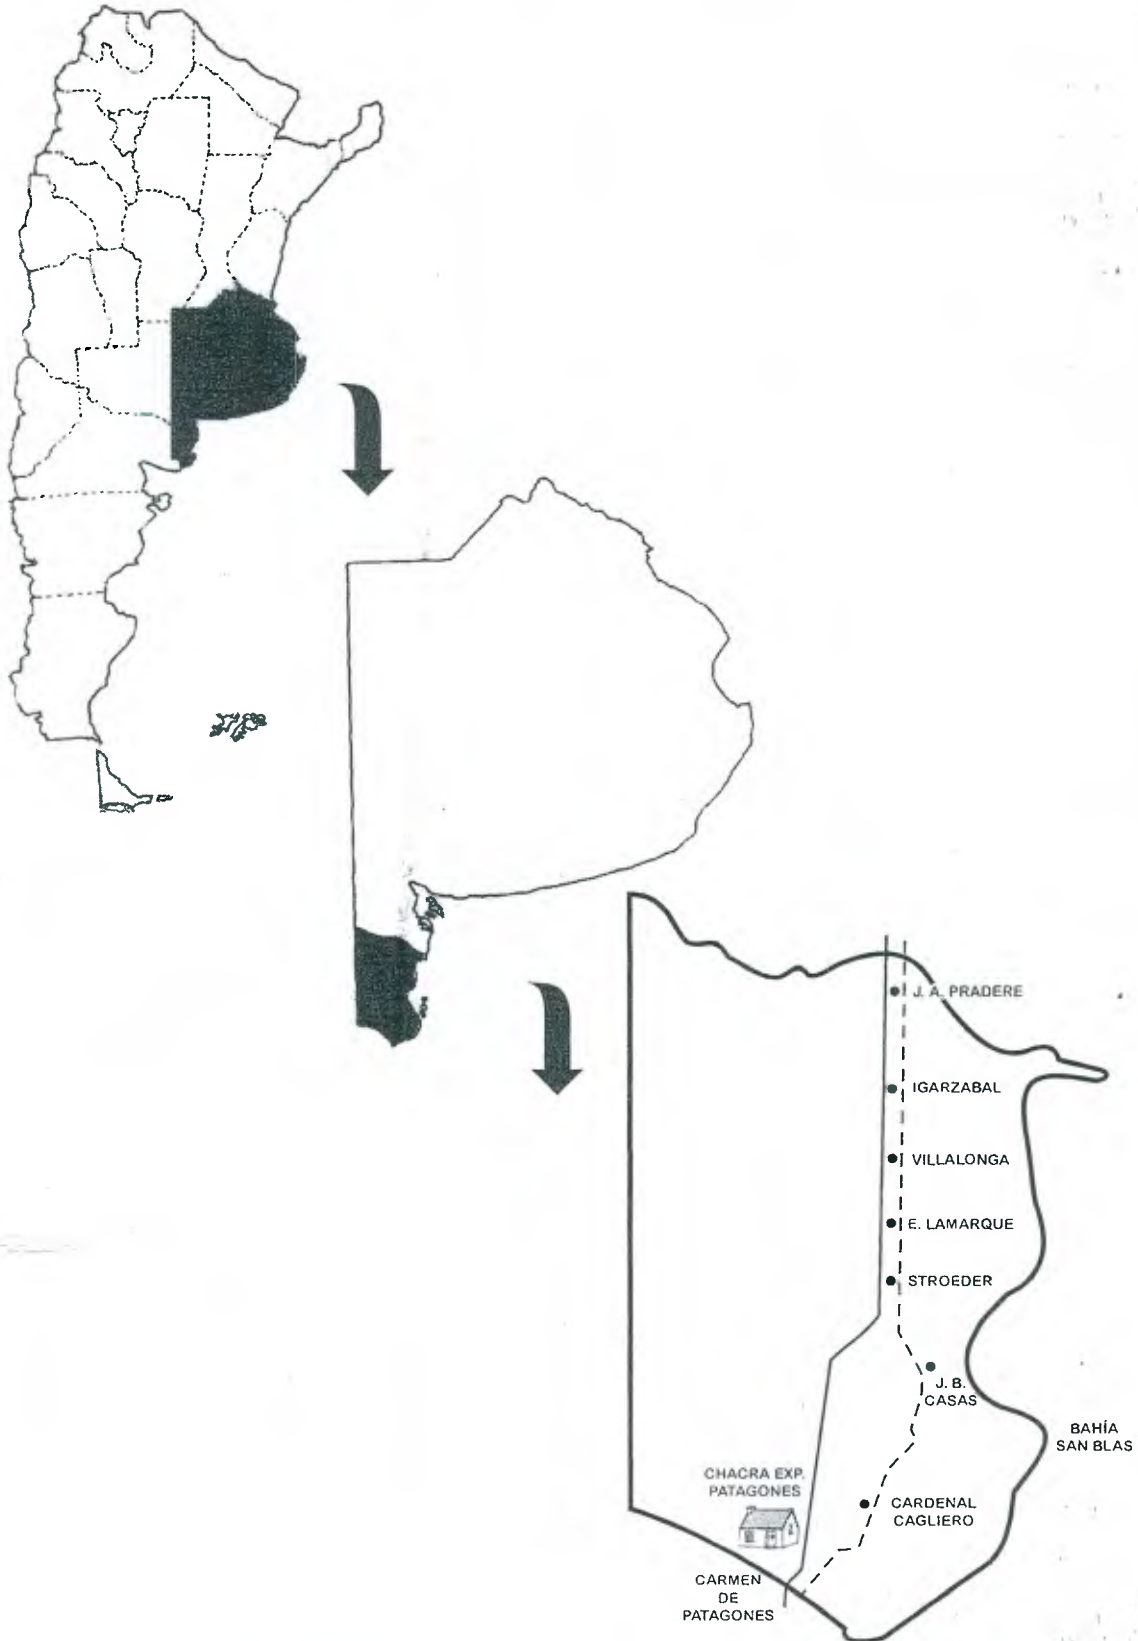 J. A. PRADERE
IGARZABAL
VILLALONGA
E. LAMARQUE
STROEDER
J. B.
CASAS
BAHÍA
SAN BLAS
CHACRA EXP.
PATAGONES
CARDENAL
CAGLIERO
CARMEN
DE
PATAGONES